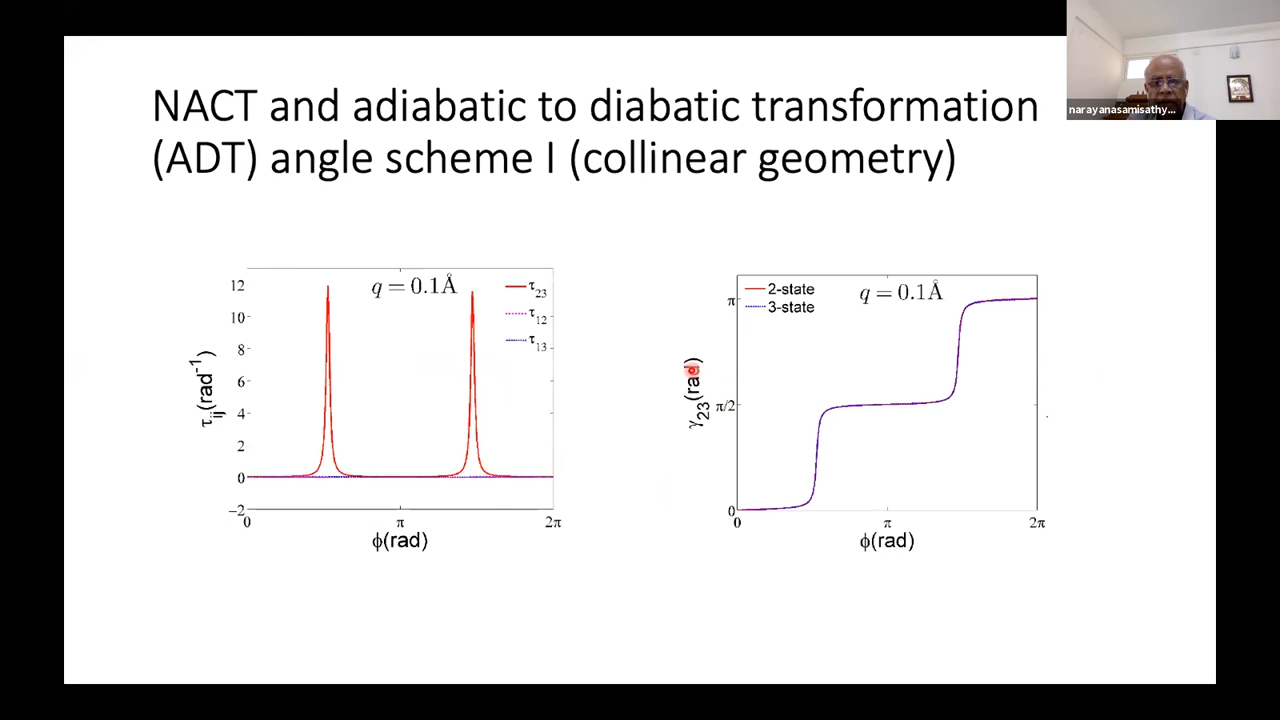 NACT and adiabatic to diabatic transformation
(ADT) angle scheme I (collinear geometry)
narayanasamisathy...
q = 0.1Å
τ23
τ12
τ13
12
10
8
6
4
2
0
−2
τij(rad-1)
0
π
2π
ϕ(rad)
2-state
3-state
q = 0.1Å
π
π/2
0
γ23(rad)
0
π
2π
ϕ(rad)